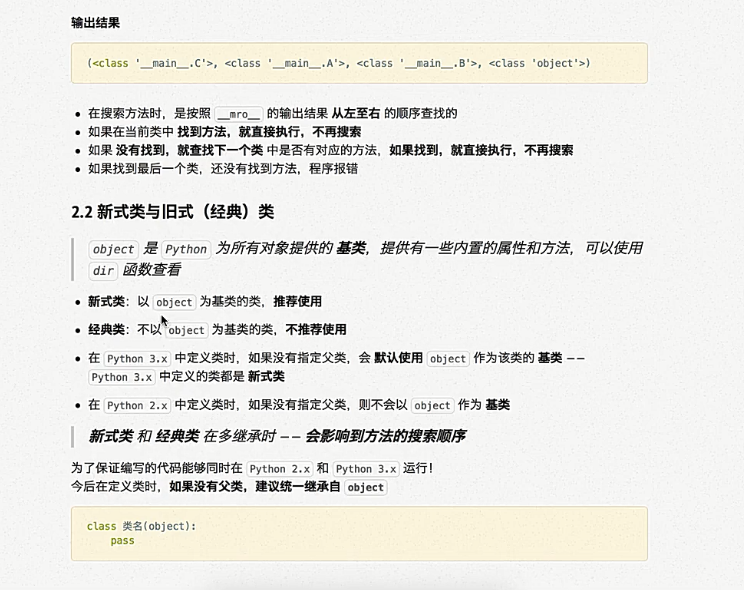 输出结果
(<class '__main__.C'>, <class '__main__.A'>, <class '__main__.B'>, <class 'object'>)
• 在搜索方法时，是按照 __mro__ 的输出结果 从左至右 的顺序查找的
• 如果在当前类中 找到方法，就直接执行，不再搜索
• 如果 没有找到，就查找下一个类 中是否有对应的方法，如果找到，就直接执行，不再搜索
• 如果找到最后一个类，还没有找到方法，程序报错
2.2 新式类与旧式（经典）类
object 是 Python 为所有对象提供的 基类，提供有一些内置的属性和方法，可以使用
dir 函数查看
• 新式类：以 object 为基类的类，推荐使用
• 经典类：不以 object 为基类的类，不推荐使用
• 在 Python 3.x 中定义类时，如果没有指定父类，会 默认使用 object 作为该类的 基类 ——
Python 3.x 中定义的类都是 新式类
• 在 Python 2.x 中定义类时，如果没有指定父类，则不会以 object 作为 基类
新式类 和 经典类 在多继承时 —— 会影响到方法的搜索顺序
为了保证编写的代码能够同时在 Python 2.x 和 Python 3.x 运行！
今后在定义类时，如果没有父类，建议统一继承自 object
class 类名(object):
pass